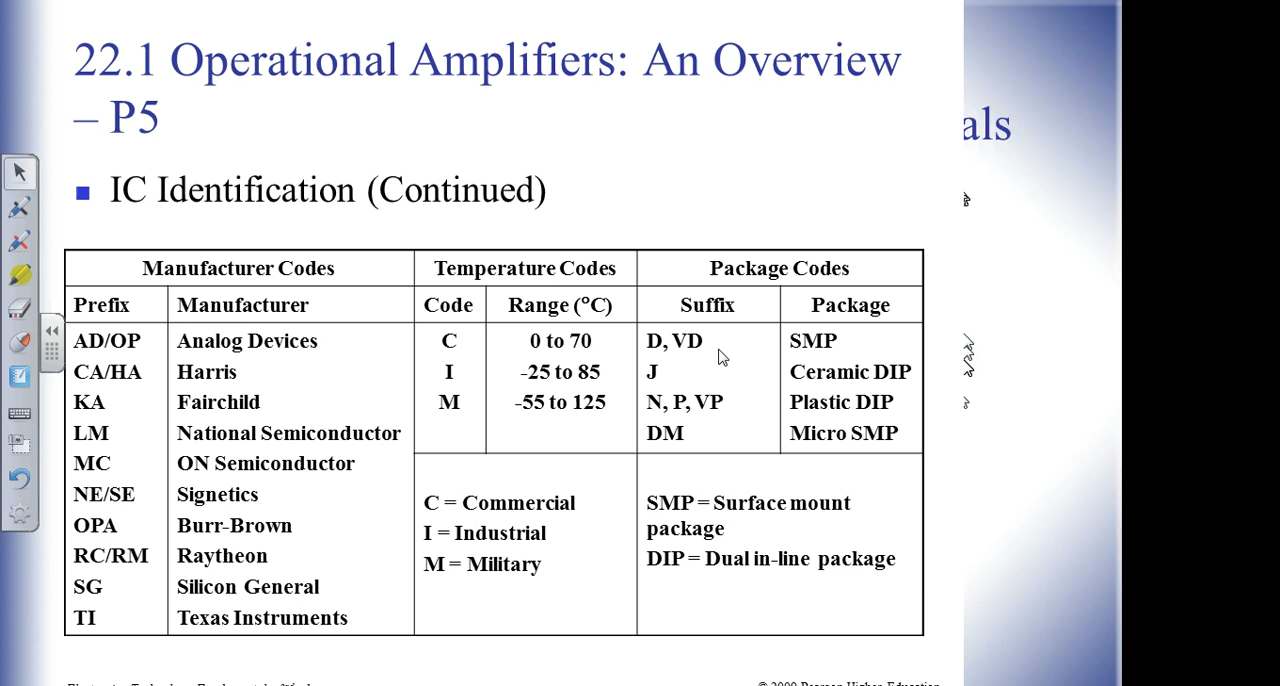 22.1 Operational Amplifiers: An Overview
– P5
als
IC Identification (Continued)
Manufacturer Codes Temperature Codes Package Codes
Prefix Manufacturer Code Range (°C) Suffix Package
AD/OP Analog Devices C 0 to 70 D, VD SMP
CA/HA Harris I -25 to 85 J Ceramic DIP
KA Fairchild M -55 to 125 N, P, VP Plastic DIP
LM National Semiconductor DM Micro SMP
MC ON Semiconductor
NE/SE Signetics C = Commercial SMP = Surface mount
package
OPA Burr-Brown I = Industrial
RC/RM Raytheon M = Military DIP = Dual in-line package
SG Silicon General
TI Texas Instruments
© 2009 Pearson Higher Education